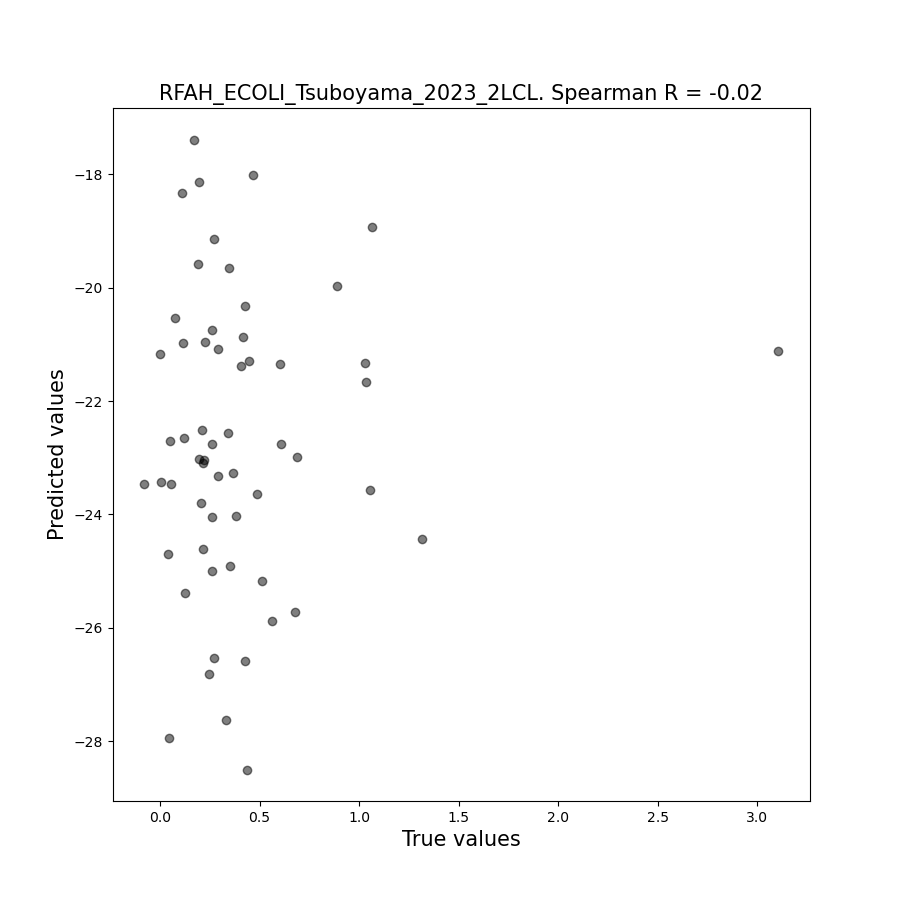 RFAH_ECOLI_Tsuboyama_2023_2LCL. Spearman R = -0.02
Predicted values
−18
−20
−22
−24
−26
−28
0.0 0.5 1.0 1.5 2.0 2.5 3.0
True values